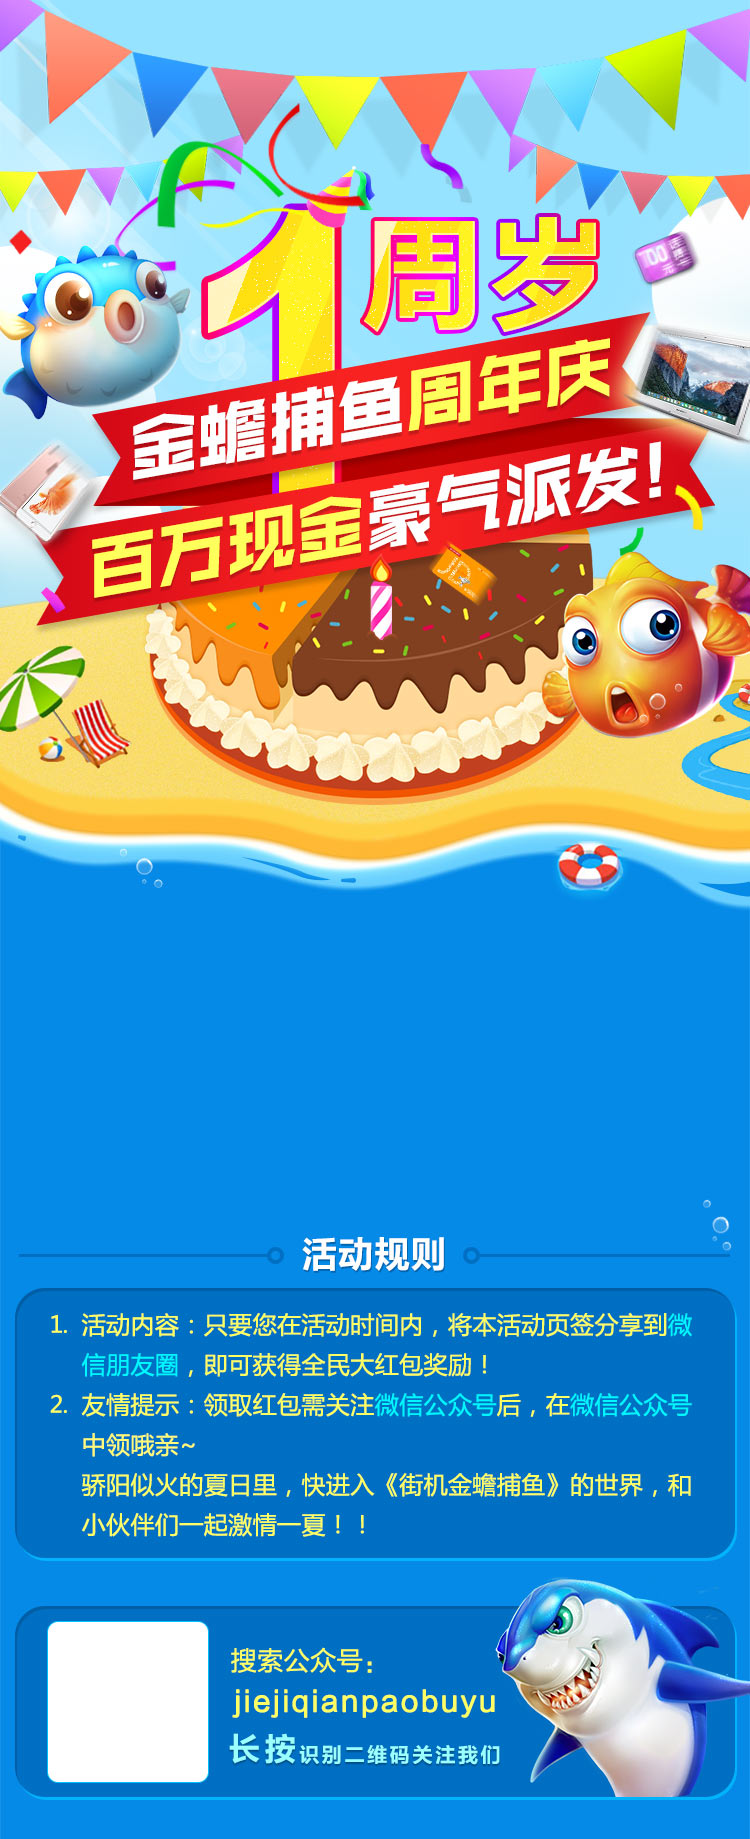 1周岁
金蟾捕鱼周年庆
百万现金豪气派发!
活动规则
1. 活动内容：只要您在活动时间内，将本活动页签分享到微
信朋友圈，即可获得全民大红包奖励！
2. 友情提示：领取红包需关注微信公众号后，在微信公众号
中领哦亲~
骄阳似火的夏日里，快进入《街机金蟾捕鱼》的世界，和
小伙伴们一起激情一夏！！
搜索公众号：
jiejiqianpaobuyu
长按识别二维码关注我们